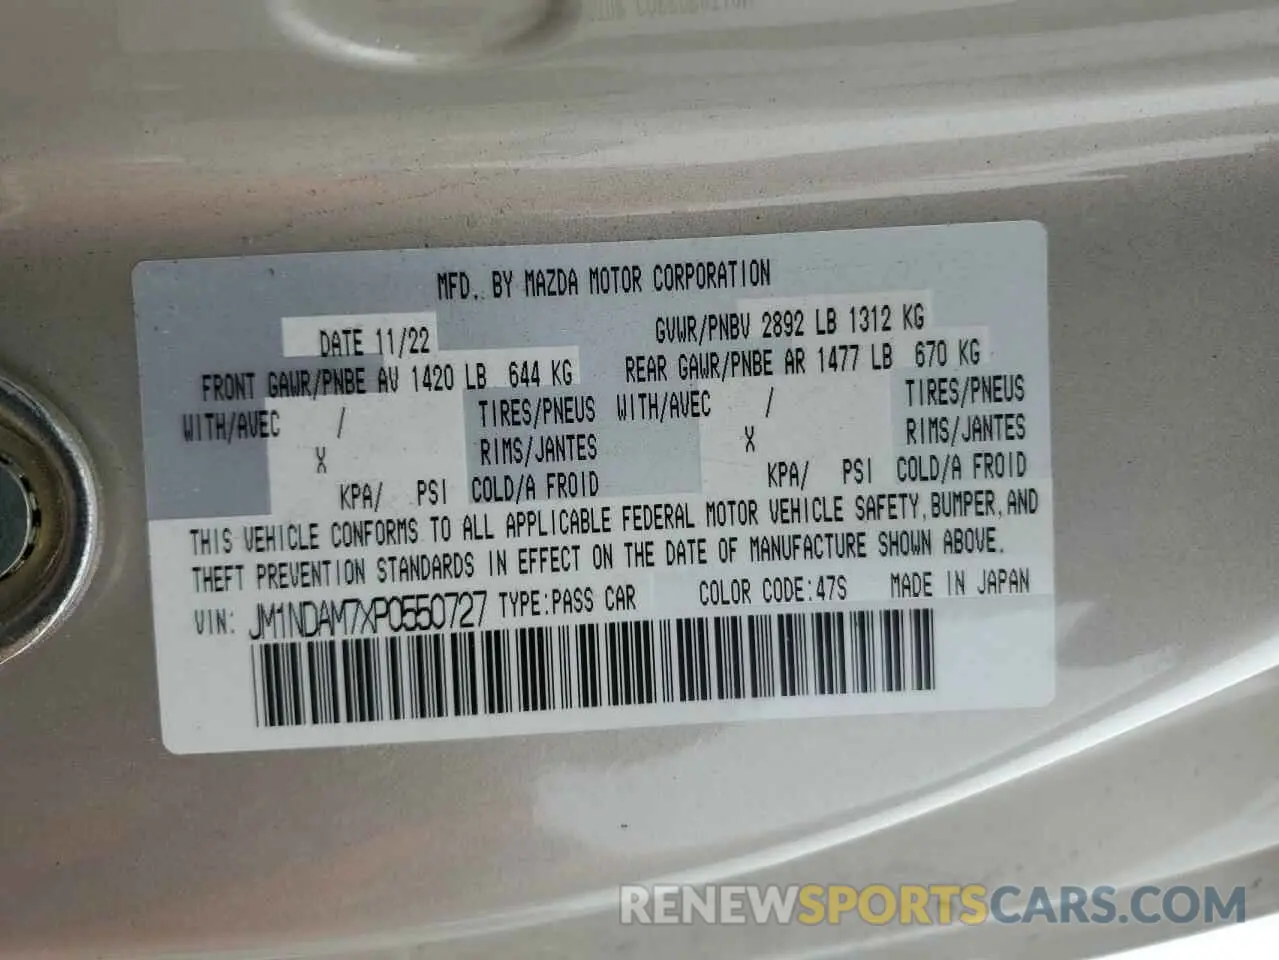 MFD. BY MAZDA MOTOR CORPORATION
DATE 11/22 GVWR/PNBV 2892 LB 1312 KG
FRONT GAWR/PNBE AV 1420 LB 644 KG REAR GAWR/PNBE AR 1477 LB 670 KG
WITH/AVEC / TIRES/PNEUS WITH/AVEC / TIRES/PNEUS
X RIMS/JANTES X RIMS/JANTES
KPA/ PSI COLD/A FROID KPA/ PSI COLD/A FROID
THIS VEHICLE CONFORMS TO ALL APPLICABLE FEDERAL MOTOR VEHICLE SAFETY, BUMPER, AND
THEFT PREVENTION STANDARDS IN EFFECT ON THE DATE OF MANUFACTURE SHOWN ABOVE.
VIN: JM1NDAM7XP0550727 TYPE:PASS CAR COLOR CODE:47S MADE IN JAPAN
RENEWSPORTSCARS.COM